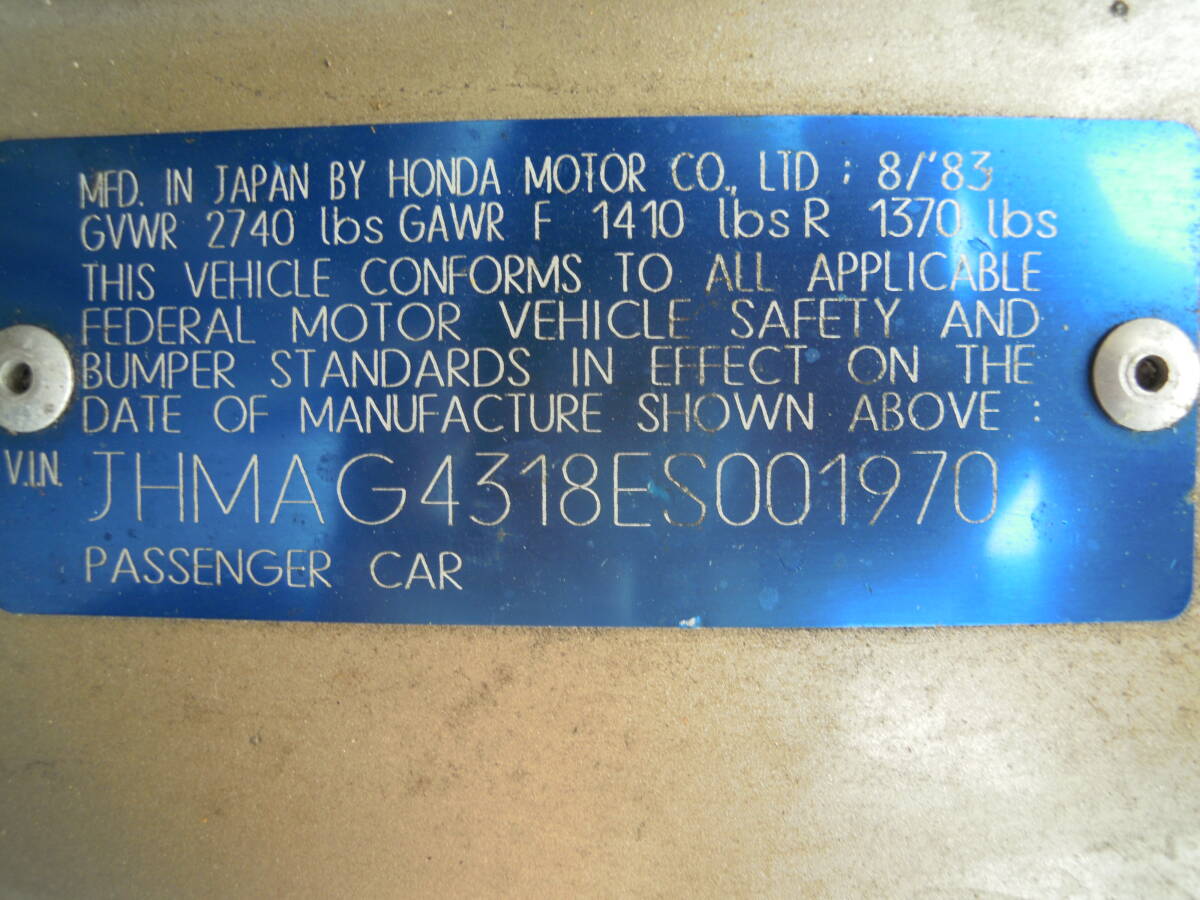 MFD. IN JAPAN BY HONDA MOTOR CO., LTD : 8/'83
GVWR 2740 lbs GAWR F 1410 lbs R 1370 lbs
THIS VEHICLE CONFORMS TO ALL APPLICABLE
FEDERAL MOTOR VEHICLE SAFETY AND
BUMPER STANDARDS IN EFFECT ON THE
DATE OF MANUFACTURE SHOWN ABOVE :
V.I.N. JHMAG4318ES001970
PASSENGER CAR